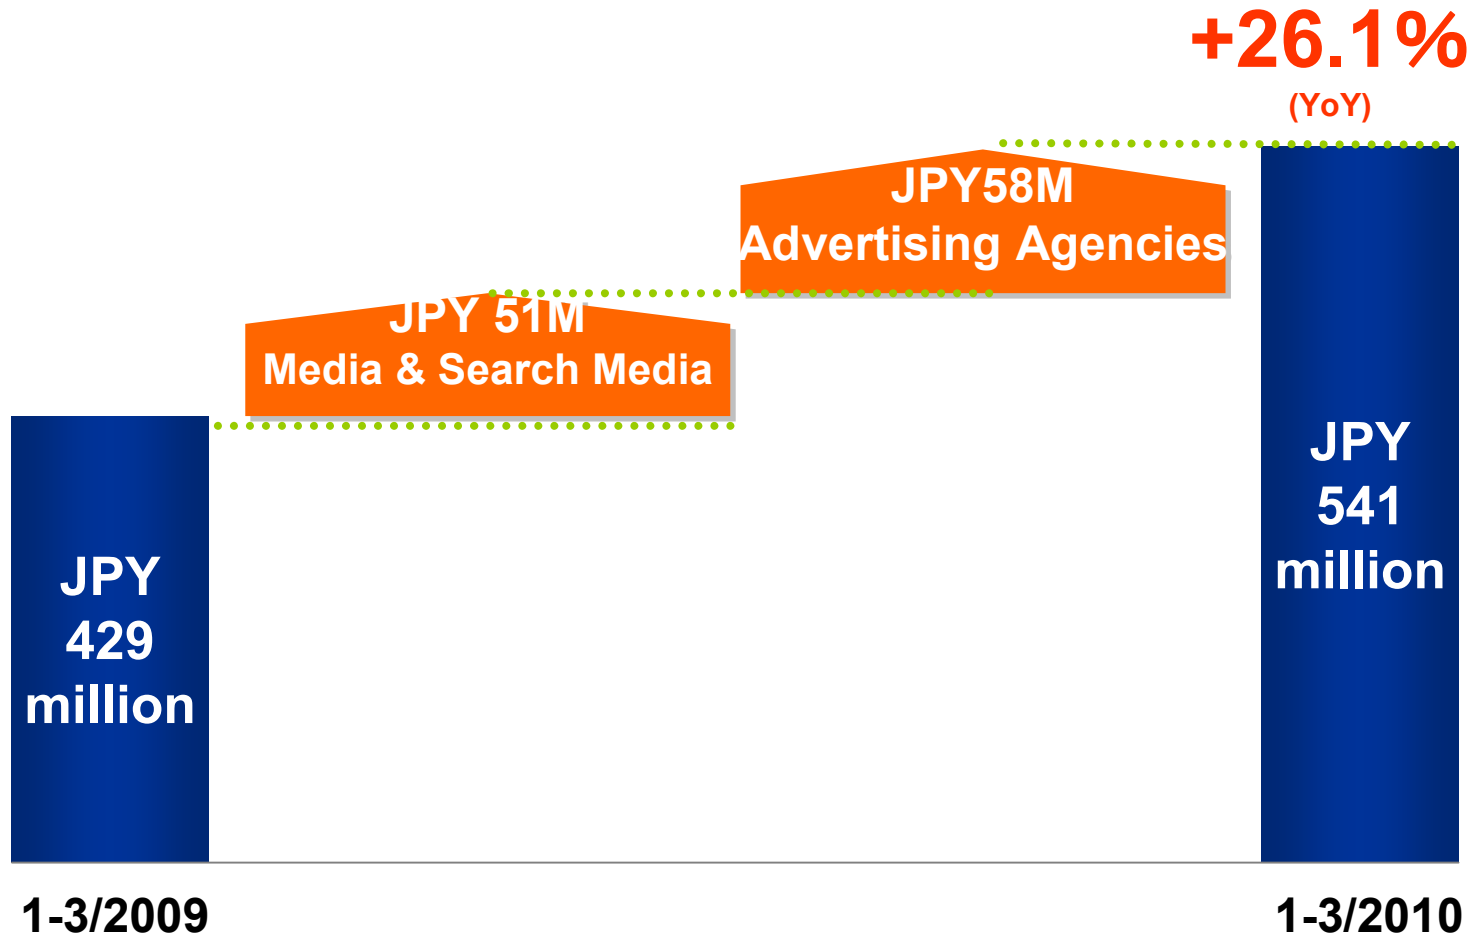 +26.1%
(YoY)
JPY58M
Advertising Agencies
JPY 51M
Media & Search Media
JPY
429
million
JPY
541
million
1-3/2009
1-3/2010